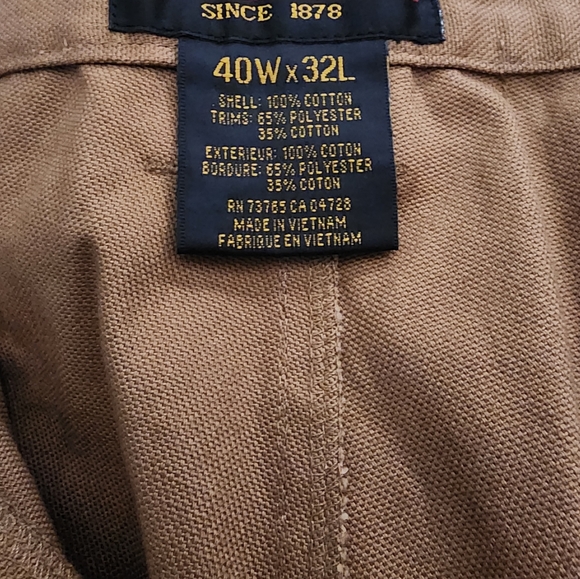 SINCE 1878
40W x 32L
SHELL: 100% COTTON
TRIMS: 65% POLYESTER
35% COTTON
EXTERIEUR: 100% COTON
BORDURE: 65% POLYESTER
35% COTON
RN 73765 CA 04728
MADE IN VIETNAM
FABRIQUE EN VIETNAM